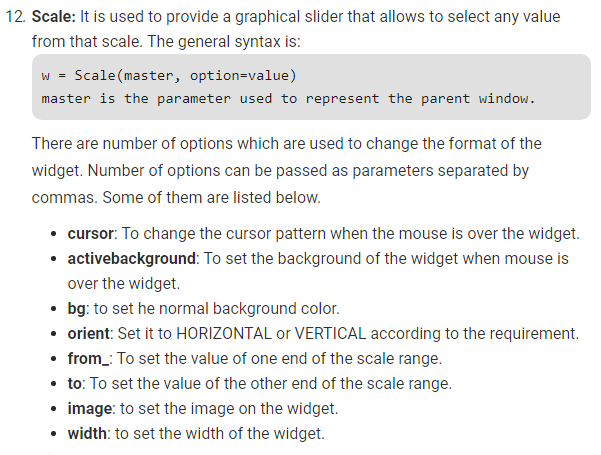 12. Scale: It is used to provide a graphical slider that allows to select any value
from that scale. The general syntax is:
w = Scale(master, option=value)
master is the parameter used to represent the parent window.
There are number of options which are used to change the format of the
widget. Number of options can be passed as parameters separated by
commas. Some of them are listed below.
• cursor: To change the cursor pattern when the mouse is over the widget.
• activebackground: To set the background of the widget when mouse is
over the widget.
• bg: to set he normal background color.
• orient: Set it to HORIZONTAL or VERTICAL according to the requirement.
• from_: To set the value of one end of the scale range.
• to: To set the value of the other end of the scale range.
• image: to set the image on the widget.
• width: to set the width of the widget.